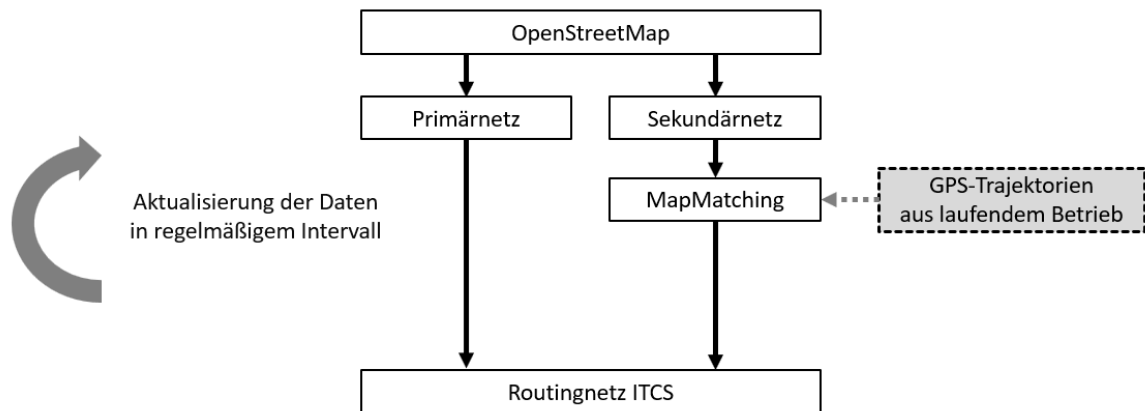 OpenStreetMap
Primärnetz
Sekundärnetz
MapMatching
GPS-Trajektorien
aus laufendem Betrieb
Aktualisierung der Daten
in regelmäßigem Intervall
Routingnetz ITCS